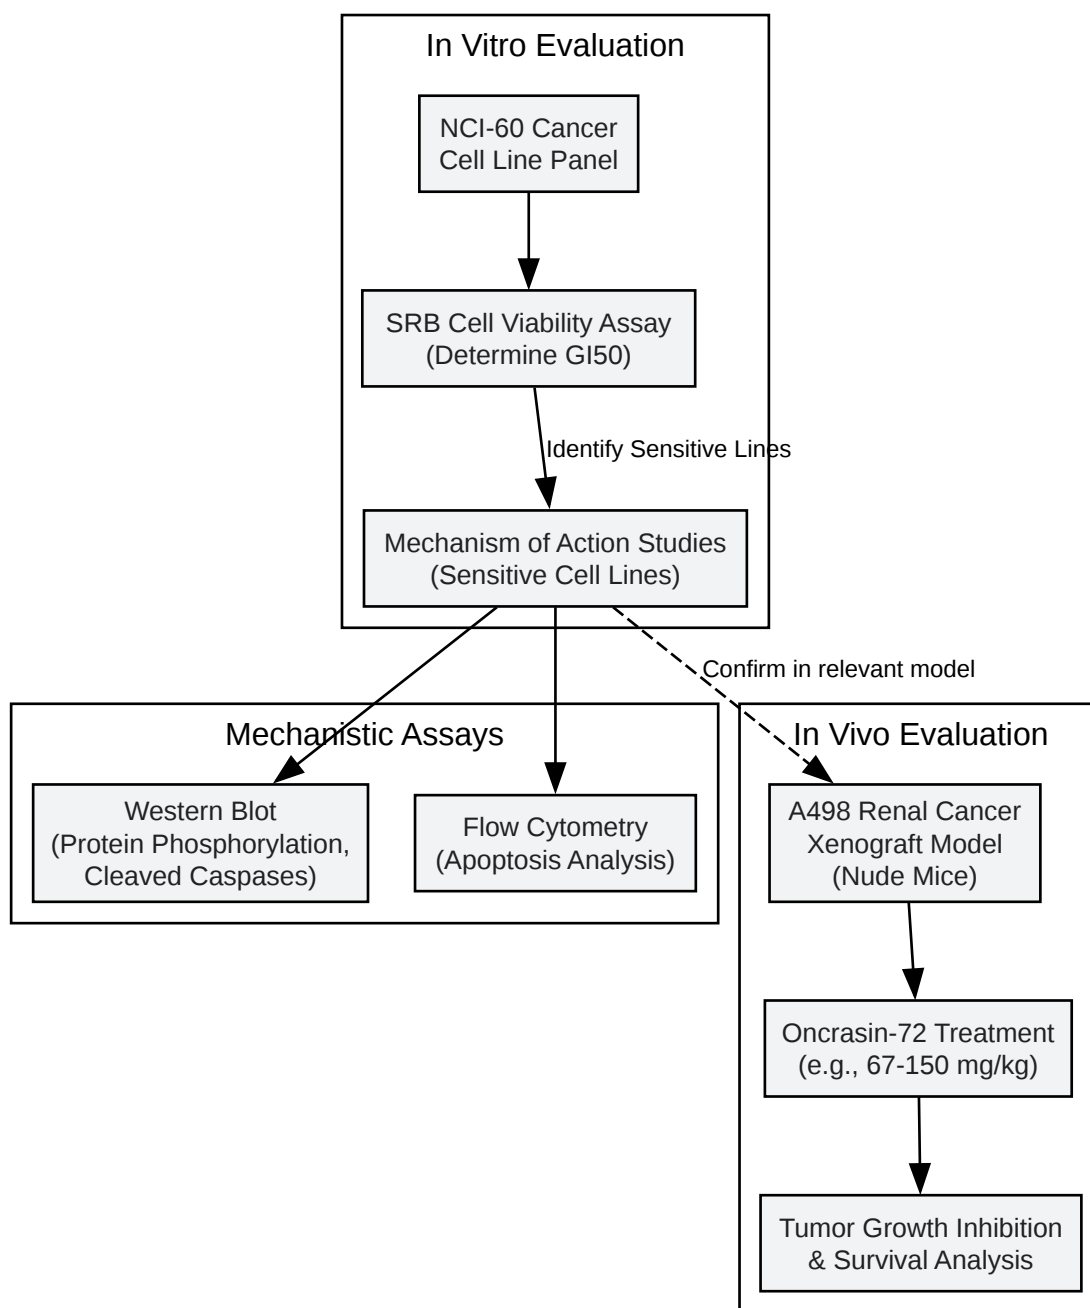 In Vitro Evaluation
NCI-60 Cancer
Cell Line Panel
SRB Cell Viability Assay
(Determine GI50)
Identify Sensitive Lines
Mechanism of Action Studies
(Sensitive Cell Lines)
Confirm in relevant model
Mechanistic Assays
Western Blot
(Protein Phosphorylation,
Cleaved Caspases)
Flow Cytometry
(Apoptosis Analysis)
In Vivo Evaluation
A498 Renal Cancer
Xenograft Model
(Nude Mice)
Oncrasin-72 Treatment
(e.g., 67-150 mg/kg)
Tumor Growth Inhibition
& Survival Analysis